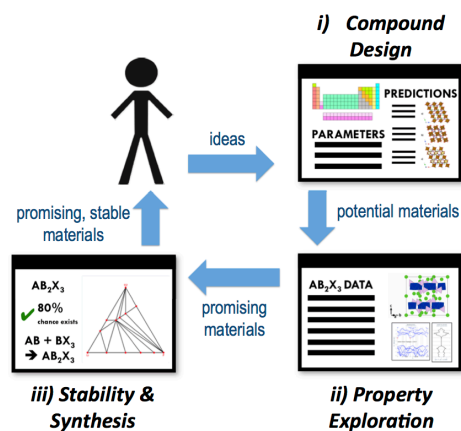 i) Compound
Design
PREDICTIONS
PARAMETERS
ideas
potential materials
promising, stable
materials
AB₂X₃
✔ 80%
chance exists
AB + BX₃
➔ AB₂X₃
promising
materials
AB₂X₃ DATA
iii) Stability &
Synthesis
ii) Property
Exploration